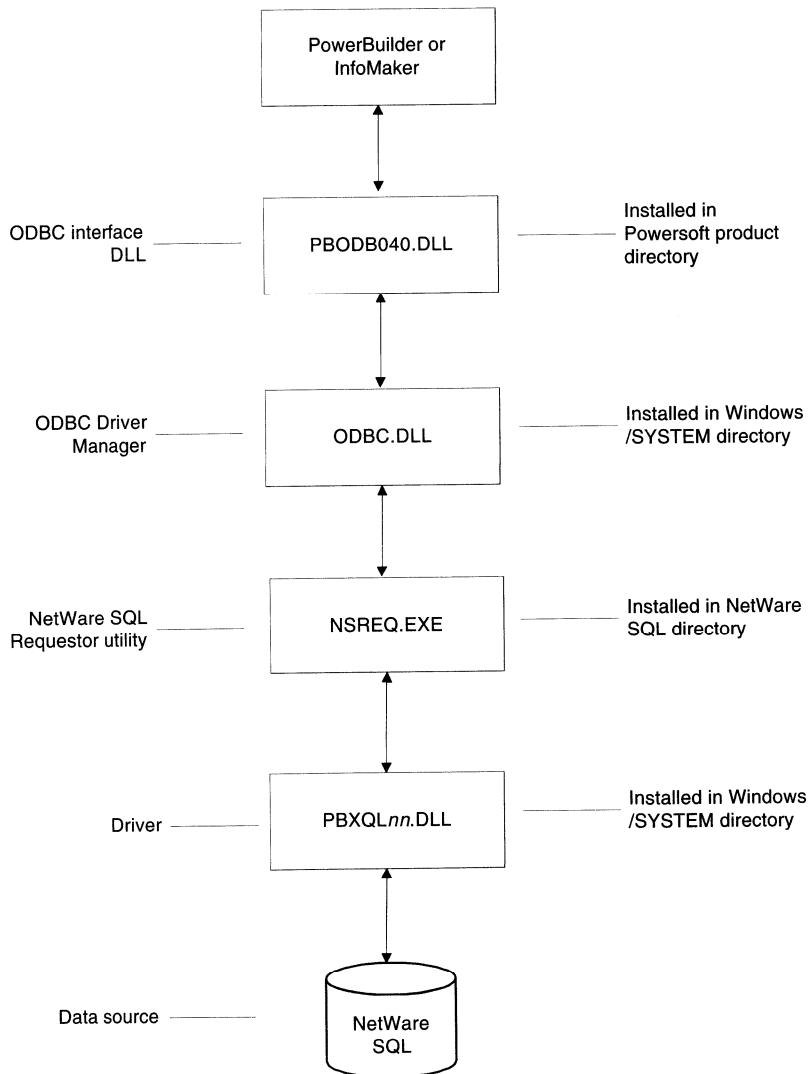 PowerBuilder or
InfoMaker
ODBC interface
DLL
PBODB040.DLL
Installed in
Powersoft product
directory
ODBC Driver
Manager
ODBC.DLL
Installed in Windows
/SYSTEM directory
NetWare SQL
Requestor utility
NSREQ.EXE
Installed in NetWare
SQL directory
Driver
PBXQLnn.DLL
Installed in Windows
/SYSTEM directory
Data source
NetWare
SQL